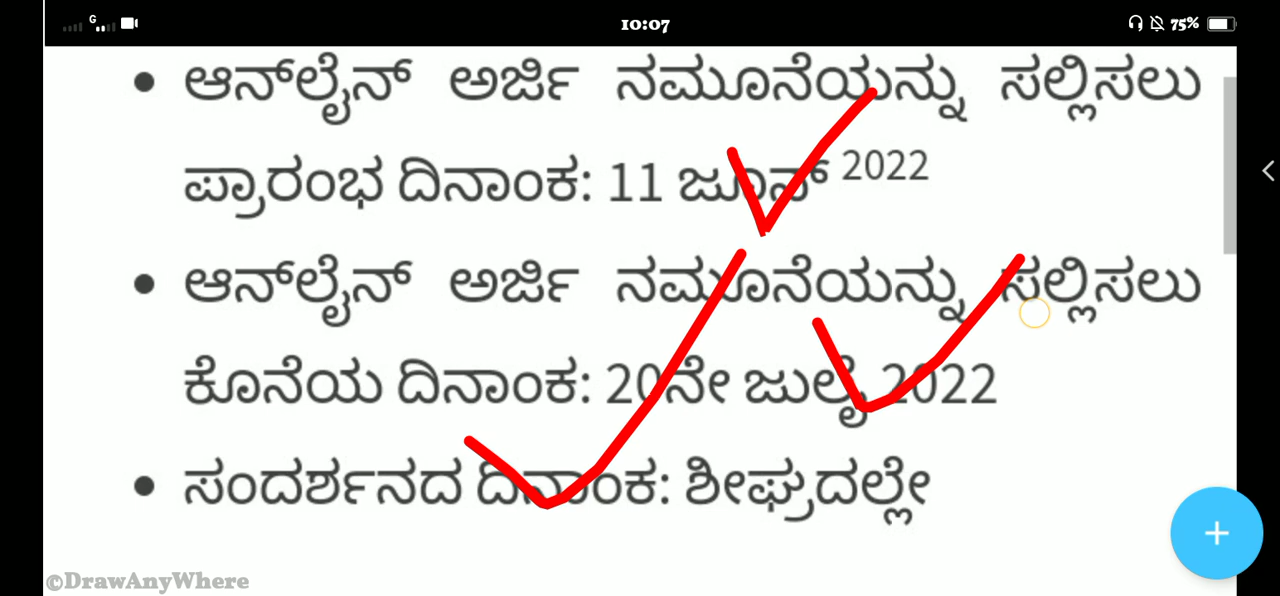 G 10:07 75%
ಆನ್‌ಲೈನ್ ಅರ್ಜಿ ನಮೂನೆಯನ್ನು ಸಲ್ಲಿಸಲು
ಪ್ರಾರಂಭ ದಿನಾಂಕ: 11 ಜೂನ್ 2022
ಆನ್‌ಲೈನ್ ಅರ್ಜಿ ನಮೂನೆಯನ್ನು ಸಲ್ಲಿಸಲು
ಕೊನೆಯ ದಿನಾಂಕ: 20ನೇ ಜುಲೈ 2022
ಸಂದರ್ಶನದ ದಿನಾಂಕ: ಶೀಘ್ರದಲ್ಲೇ
©DrawAnyWhere